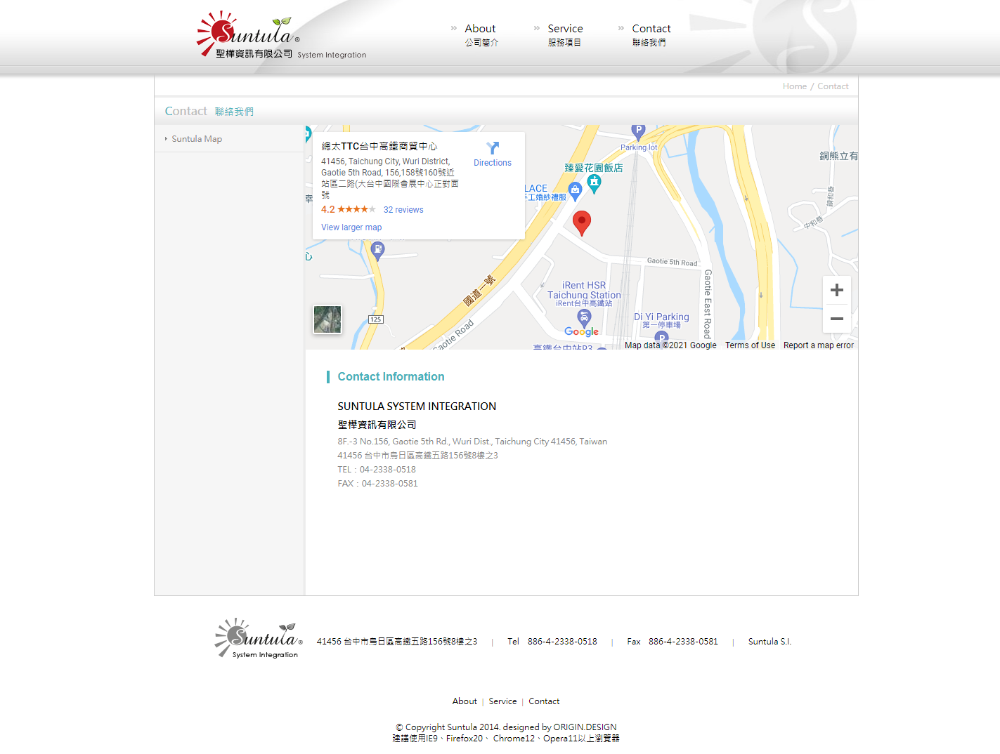 Suntula®
聖樺資訊有限公司 System Integration
About
公司簡介
Service
服務項目
Contact
聯絡我們
Home / Contact
Contact 聯絡我們
Suntula Map
總太TTC台中高鐵商貿中心
41456, Taichung City, Wuri District,
Gaotie 5th Road, 156,158號160號近
站區二路(大台中國際會展中心正對面
號
4.2 32 reviews
View larger map
Directions
Parking lot
臻愛花園飯店
LACE
手工婚紗禮服
銅熊立有
鎮和巷
中和巷
幸
心
國道一號
125
Gaotie Road
Gaotie 5th Road
Gaotie East Road
iRent HSR
Taichung Station
iRent台中高鐵站
Di Yi Parking
第一停車場
Google
高鐵台中站P3
Map data ©2021 Google Terms of Use Report a map error
Contact Information
SUNTULA SYSTEM INTEGRATION
聖樺資訊有限公司
8F.-3 No.156, Gaotie 5th Rd., Wuri Dist., Taichung City 41456, Taiwan
41456 台中市烏日區高鐵五路156號8樓之3
TEL：04-2338-0518
FAX：04-2338-0581
Suntula®
System Integration
41456 台中市烏日區高鐵五路156號8樓之3 | Tel 886-4-2338-0518 | Fax 886-4-2338-0581 | Suntula S.I.
About | Service | Contact
© Copyright Suntula 2014. designed by ORIGIN.DESIGN
建議使用IE9、Firefox20、 Chrome12、Opera11以上瀏覽器